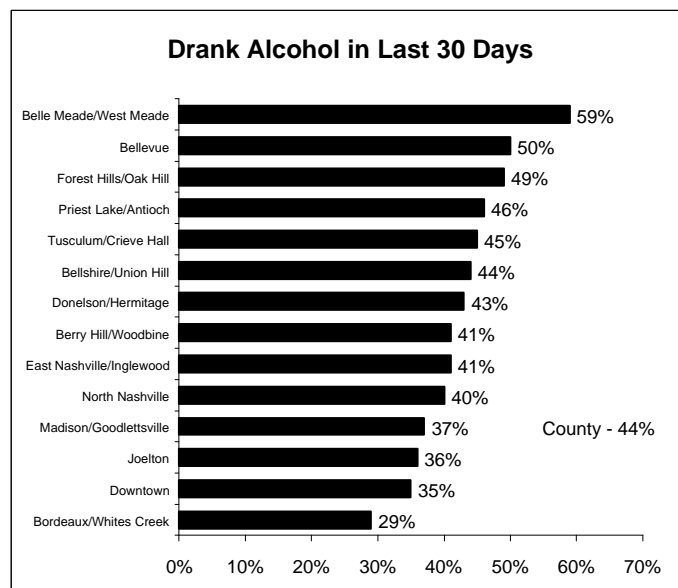 Drank Alcohol in Last 30 Days
Belle Meade/West Meade 59%
Bellevue 50%
Forest Hills/Oak Hill 49%
Priest Lake/Antioch 46%
Tusculum/Crieve Hall 45%
Bellshire/Union Hill 44%
Donelson/Hermitage 43%
Berry Hill/Woodbine 41%
East Nashville/Inglewood 41%
North Nashville 40%
Madison/Goodlettsville 37% County - 44%
Joelton 36%
Downtown 35%
Bordeaux/Whites Creek 29%
0% 10% 20% 30% 40% 50% 60% 70%